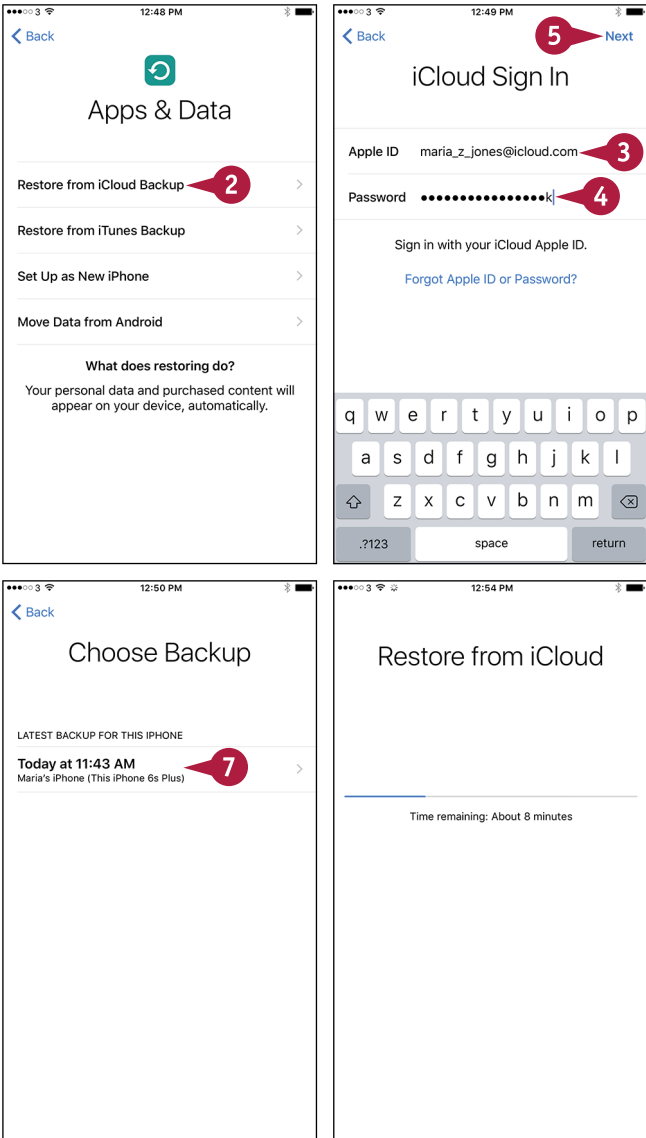 3 12:48 PM
Back
Apps & Data
Restore from iCloud Backup 2
Restore from iTunes Backup
Set Up as New iPhone
Move Data from Android
What does restoring do?
Your personal data and purchased content will
appear on your device, automatically.
3 12:49 PM
Back 5 Next
iCloud Sign In
Apple ID maria_z_jones@icloud.com 3
Password ••••••••••••••••k 4
Sign in with your iCloud Apple ID.
Forgot Apple ID or Password?
q w e r t y u i o p
a s d f g h j k l
z x c v b n m
.?123 space return
3 12:50 PM
Back
Choose Backup
LATEST BACKUP FOR THIS IPHONE
Today at 11:43 AM 7
Maria's iPhone (This iPhone 6s Plus)
3 12:54 PM
Restore from iCloud
Time remaining: About 8 minutes